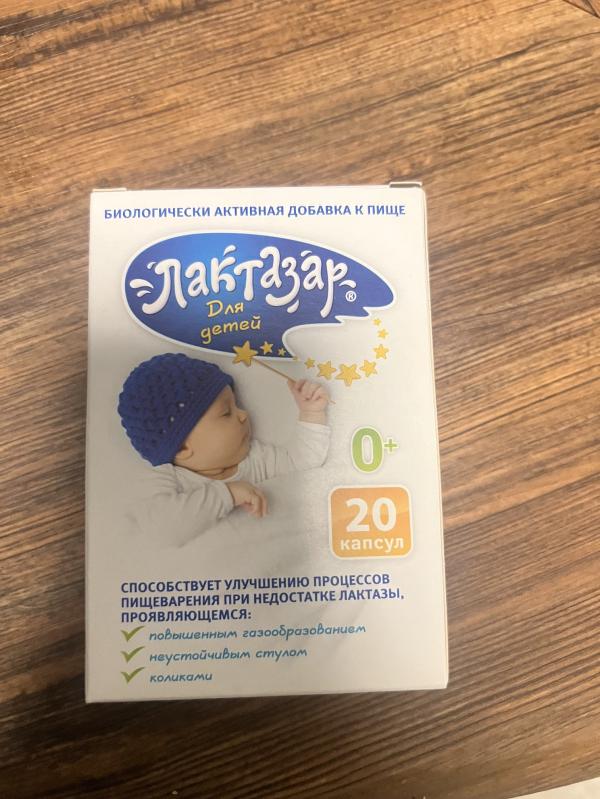 БИОЛОГИЧЕСКИ АКТИВНАЯ ДОБАВКА К ПИЩЕ
Лактазар®
Для
детей
0+
20
капсул
СПОСОБСТВУЕТ УЛУЧШЕНИЮ ПРОЦЕССОВ
ПИЩЕВАРЕНИЯ ПРИ НЕДОСТАТКЕ ЛАКТАЗЫ,
ПРОЯВЛЯЮЩЕМСЯ:
повышенным газообразованием
неустойчивым стулом
коликами